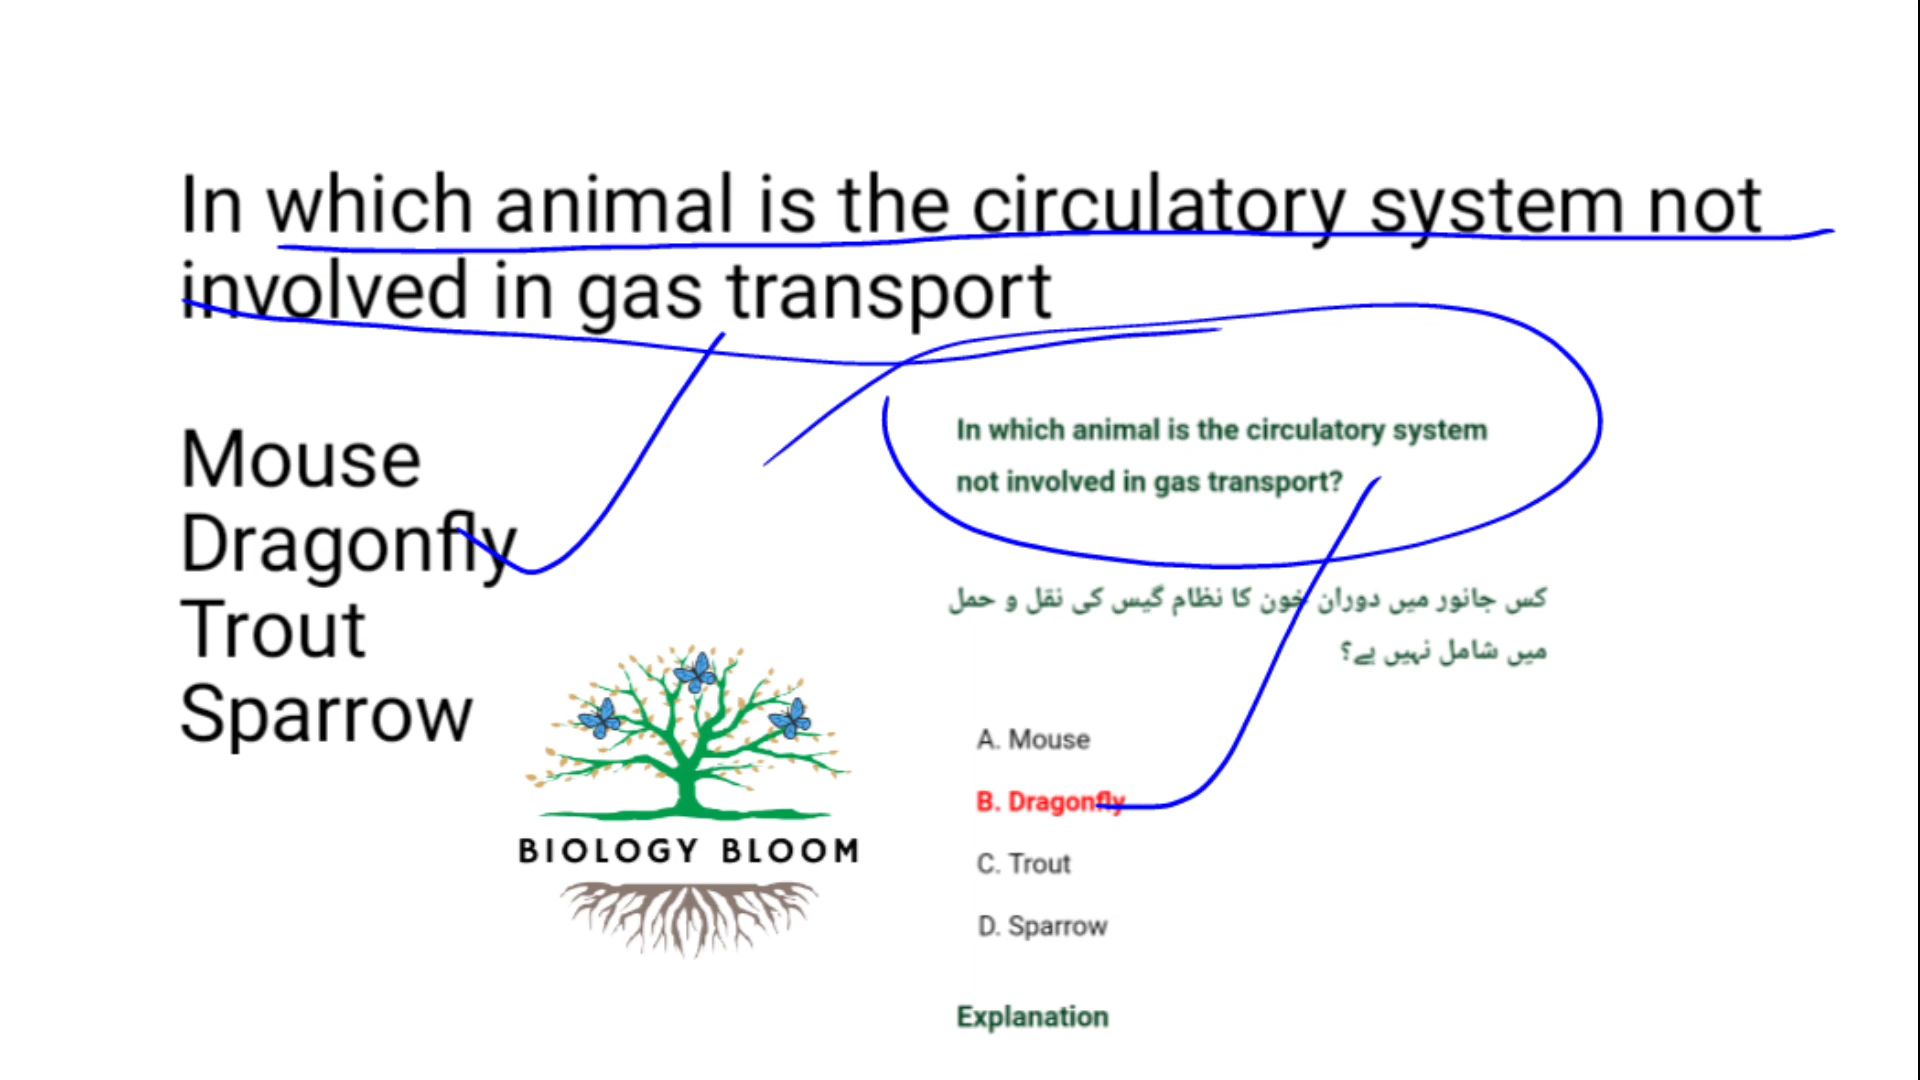 In which animal is the circulatory system not
involved in gas transport
Mouse
Dragonfly
Trout
Sparrow
BIOLOGY BLOOM
In which animal is the circulatory system
not involved in gas transport?
کس جانور میں دوران خون کا نظام گیس کی نقل و حمل
میں شامل نہیں ہے؟
A. Mouse
B. Dragonfly
C. Trout
D. Sparrow
Explanation